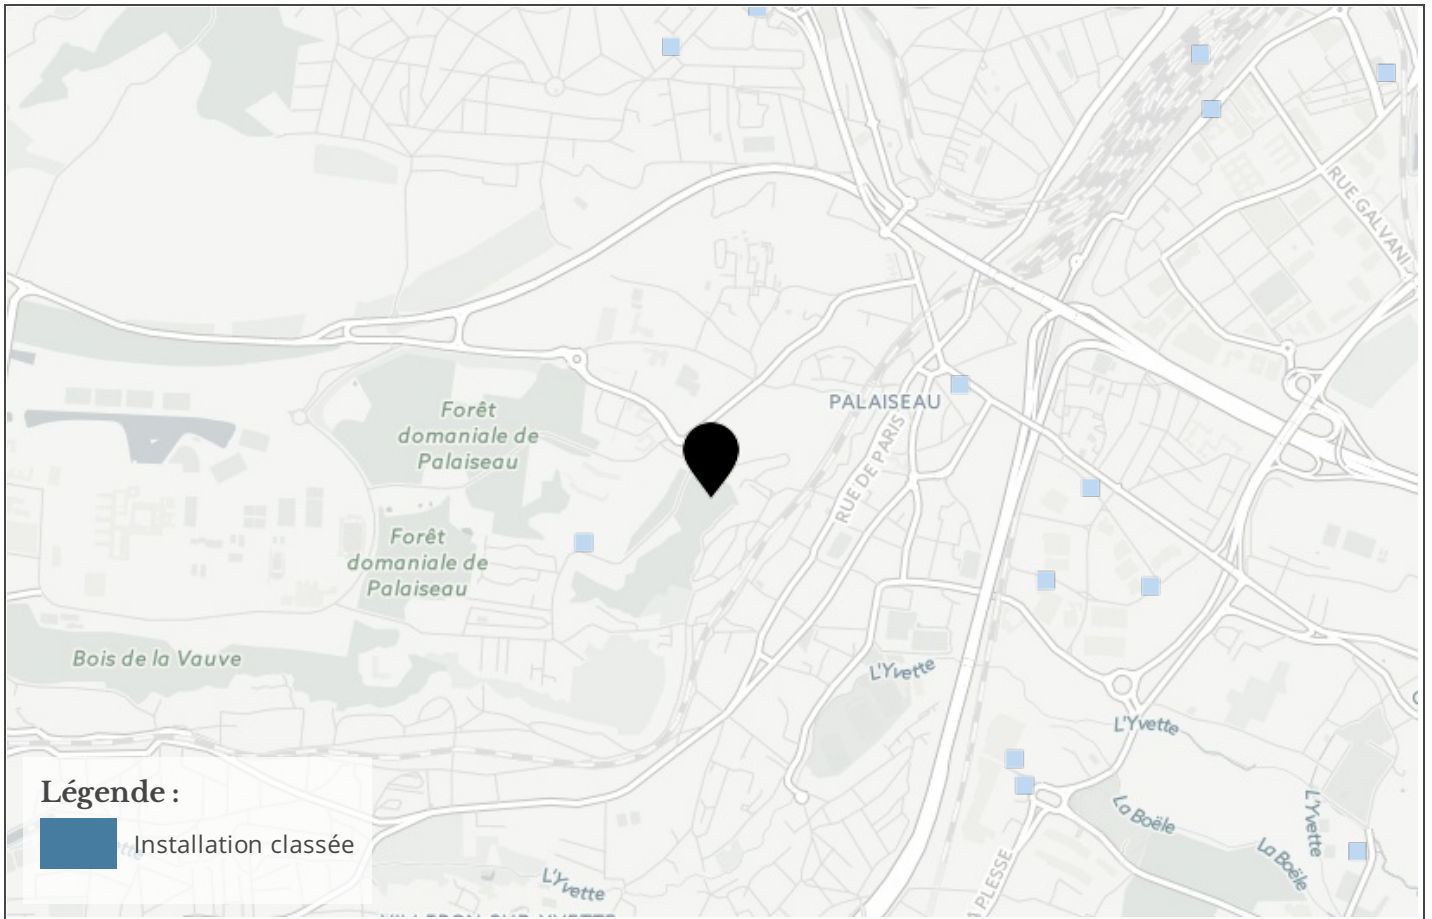 RUE GALVANI
PALAISEAU
Forêt
domaniale de
Palaiseau
RUE DE PARIS
Forêt
domaniale de
Palaiseau
Bois de la Vauve
L'Yvette
L'Yvette
Légende :
Installation classée
La Boële
L'Yvette
La Boële
L'Yvette